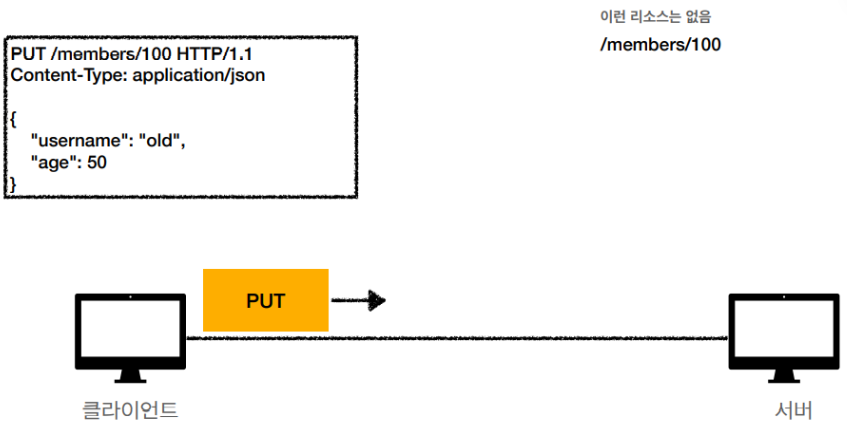 이런 리소스는 없음
/members/100
PUT /members/100 HTTP/1.1
Content-Type: application/json
{
"username": "old",
"age": 50
}
PUT
클라이언트
서버